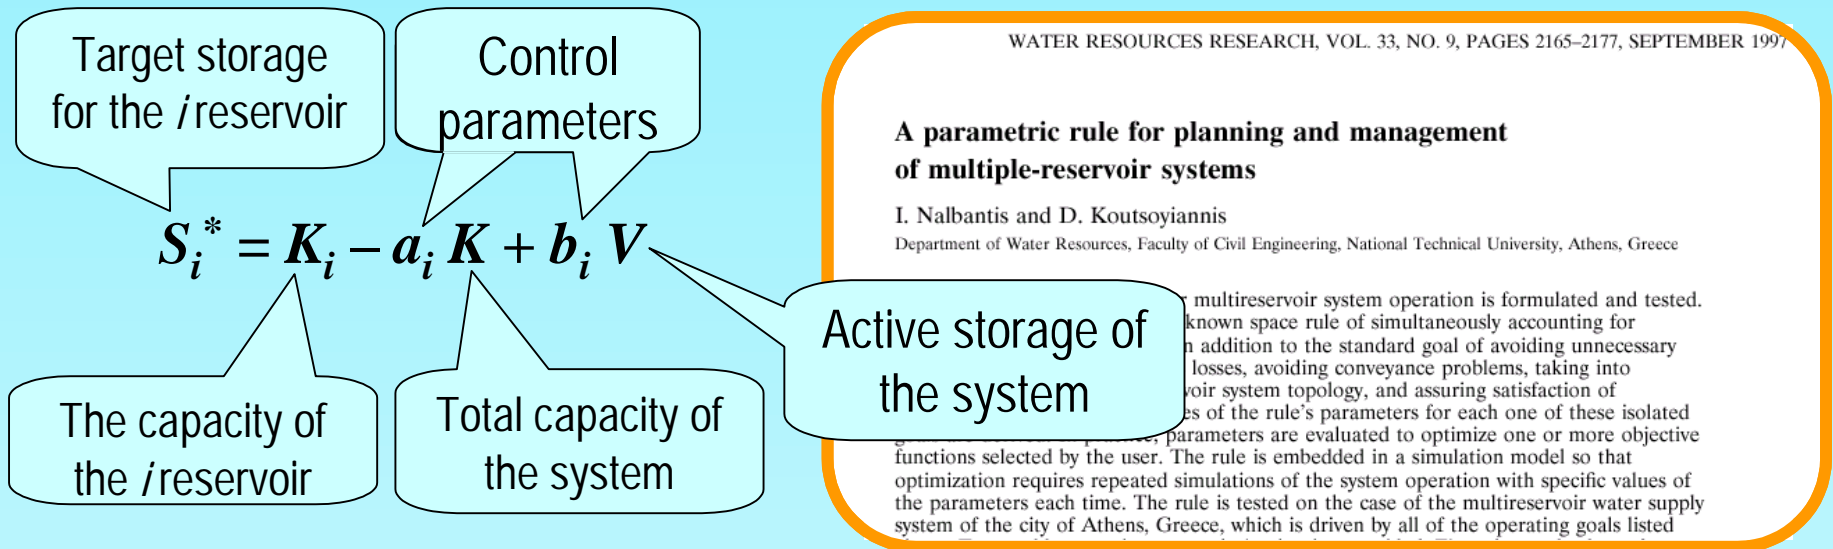 Target storage
for the i reservoir
Control
parameters
S_i^* = K_i – a_i K + b_i V
The capacity of
the i reservoir
Total capacity of
the system
Active storage of
the system
WATER RESOURCES RESEARCH, VOL. 33, NO. 9, PAGES 2165–2177, SEPTEMBER 1997
A parametric rule for planning and management
of multiple-reservoir systems
I. Nalbantis and D. Koutsoyiannis
Department of Water Resources, Faculty of Civil Engineering, National Technical University, Athens, Greece
multireservoir system operation is formulated and tested.
known space rule of simultaneously accounting for
addition to the standard goal of avoiding unnecessary
losses, avoiding conveyance problems, taking into
system topology, and assuring satisfaction of
of the rule's parameters for each one of these isolated
parameters are evaluated to optimize one or more objective
functions selected by the user. The rule is embedded in a simulation model so that
optimization requires repeated simulations of the system operation with specific values of
the parameters each time. The rule is tested on the case of the multireservoir water supply
system of the city of Athens, Greece, which is driven by all of the operating goals listed